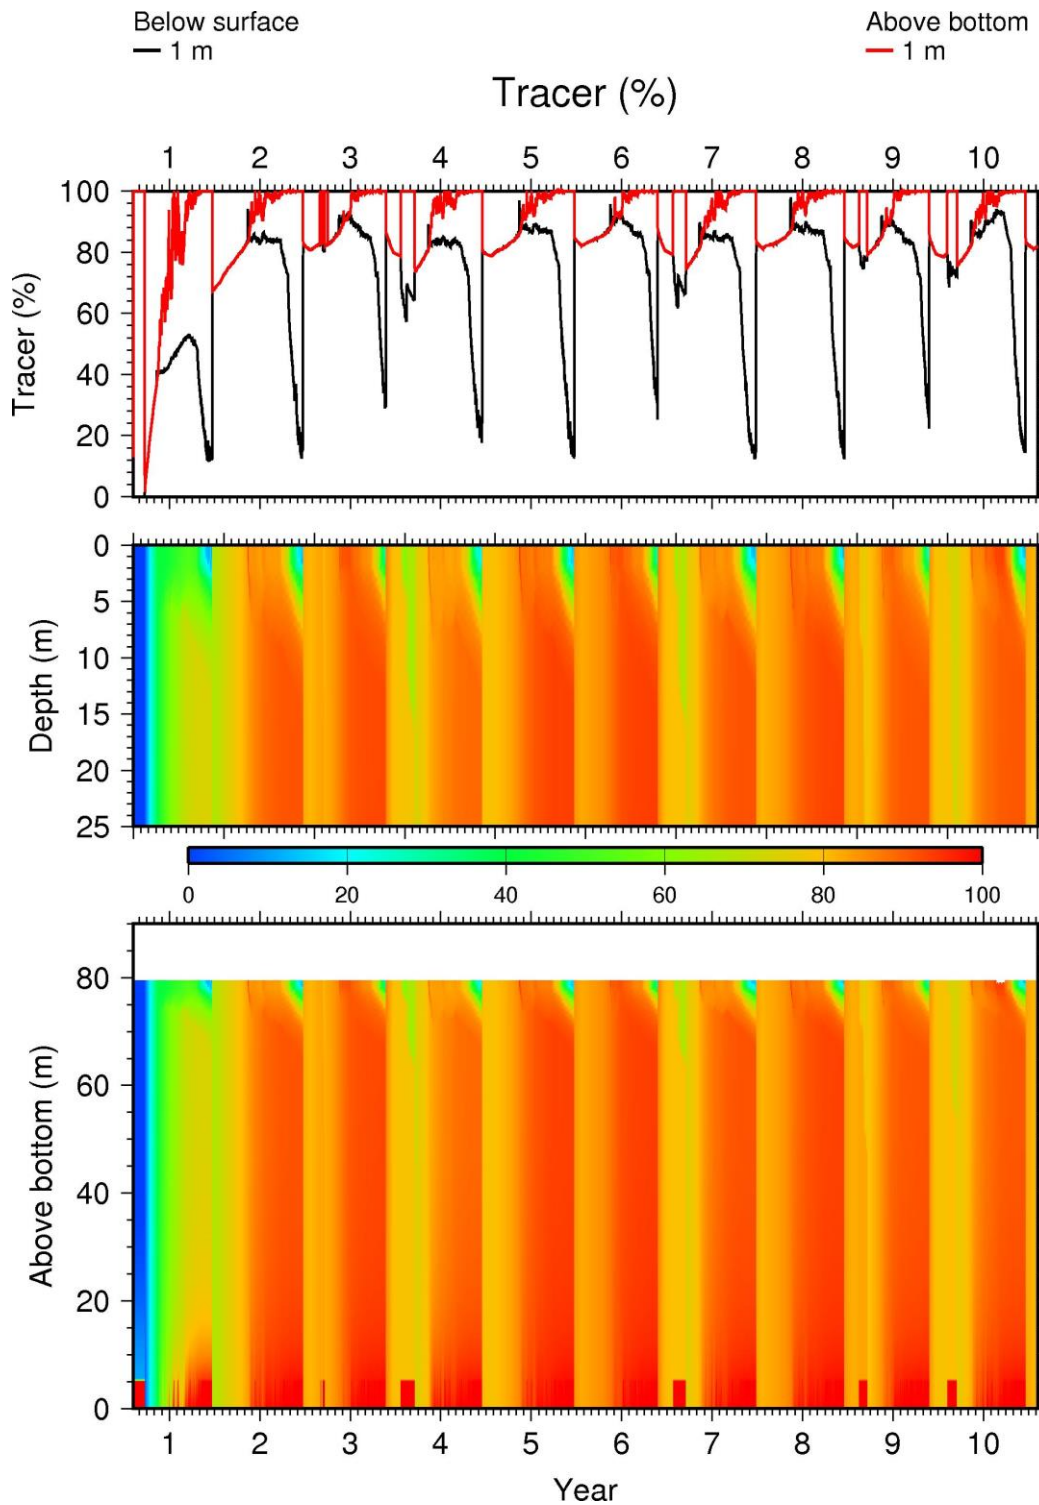 Below surface Above bottom
1 m 1 m
Tracer (%)
1 2 3 4 5 6 7 8 9 10
100
80
60
40
20
0
Tracer (%)
0
5
10
15
20
25
Depth (m)
0 20 40 60 80 100
80
60
40
20
0
Above bottom (m)
1 2 3 4 5 6 7 8 9 10
Year